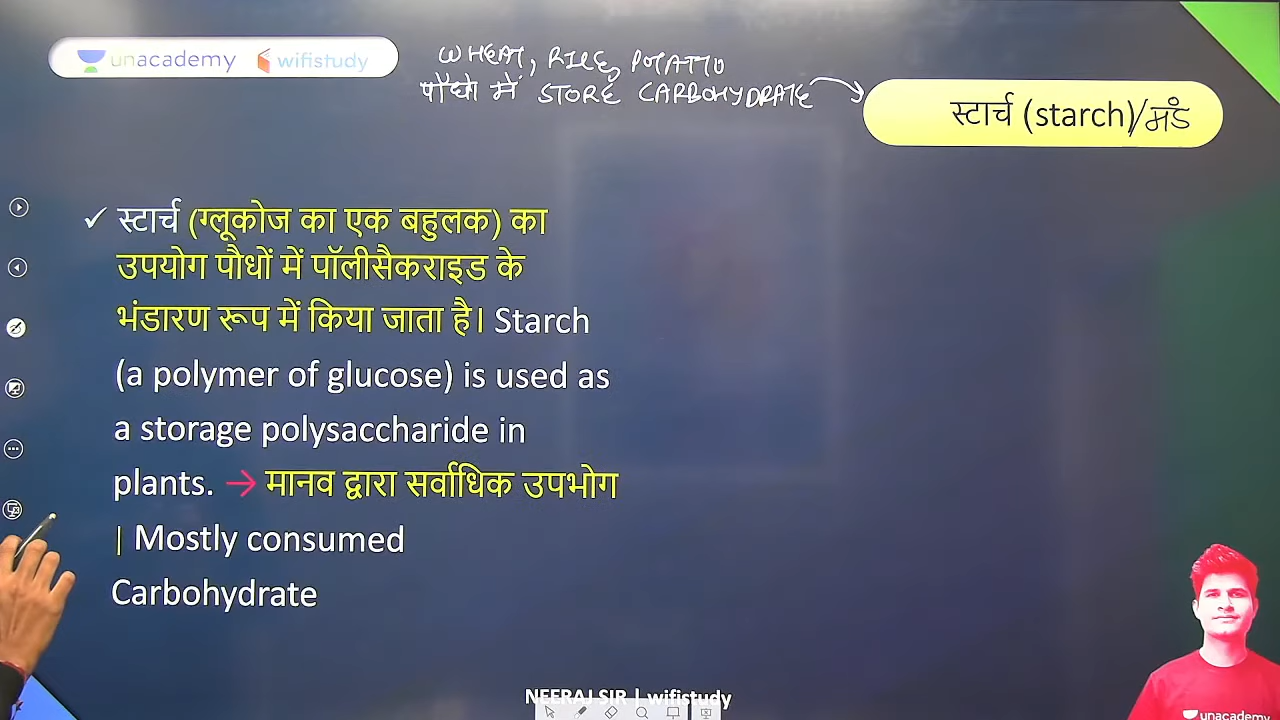 unacademy wifistudy
WHEAT, RICE, POTATTO
पौधो में STORE CARBOHYDRATE
स्टार्च (starch)/मंड
✓ स्टार्च (ग्लूकोज का एक बहुलक) का
उपयोग पौधों में पॉलीसैकराइड के
भंडारण रूप में किया जाता है। Starch
(a polymer of glucose) is used as
a storage polysaccharide in
plants. → मानव द्वारा सर्वाधिक उपभोग
| Mostly consumed
Carbohydrate
NEERAJ SIR | wifistudy
unacademy